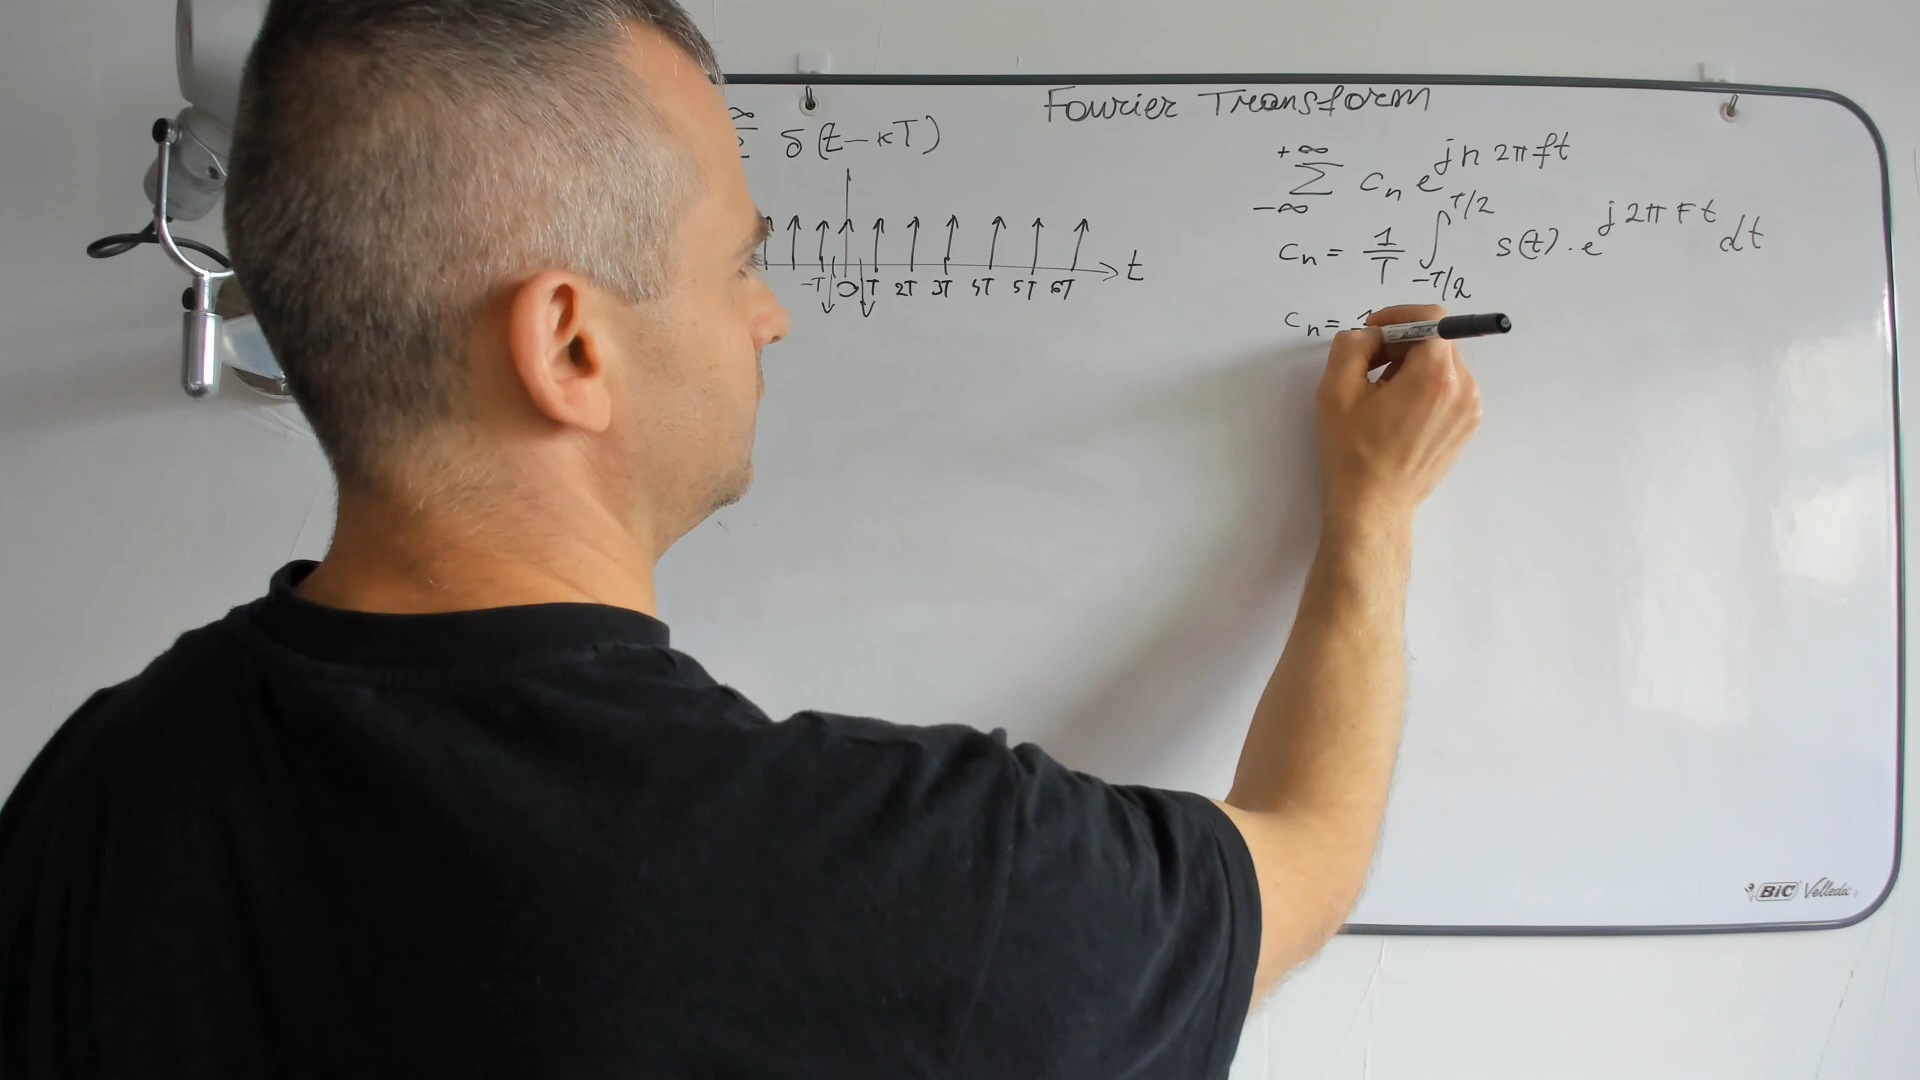 Fourier Transform
∞
Σ δ(t-kT)
+∞
Σ cₙ e^{jn2πft}
-∞
cₙ = 1/T ∫_{-T/2}^{T/2} s(t) · e^{j2πFt} dt
-T 0 T 2T 3T 4T 5T 6T t
cₙ = 1
BIC Velleda